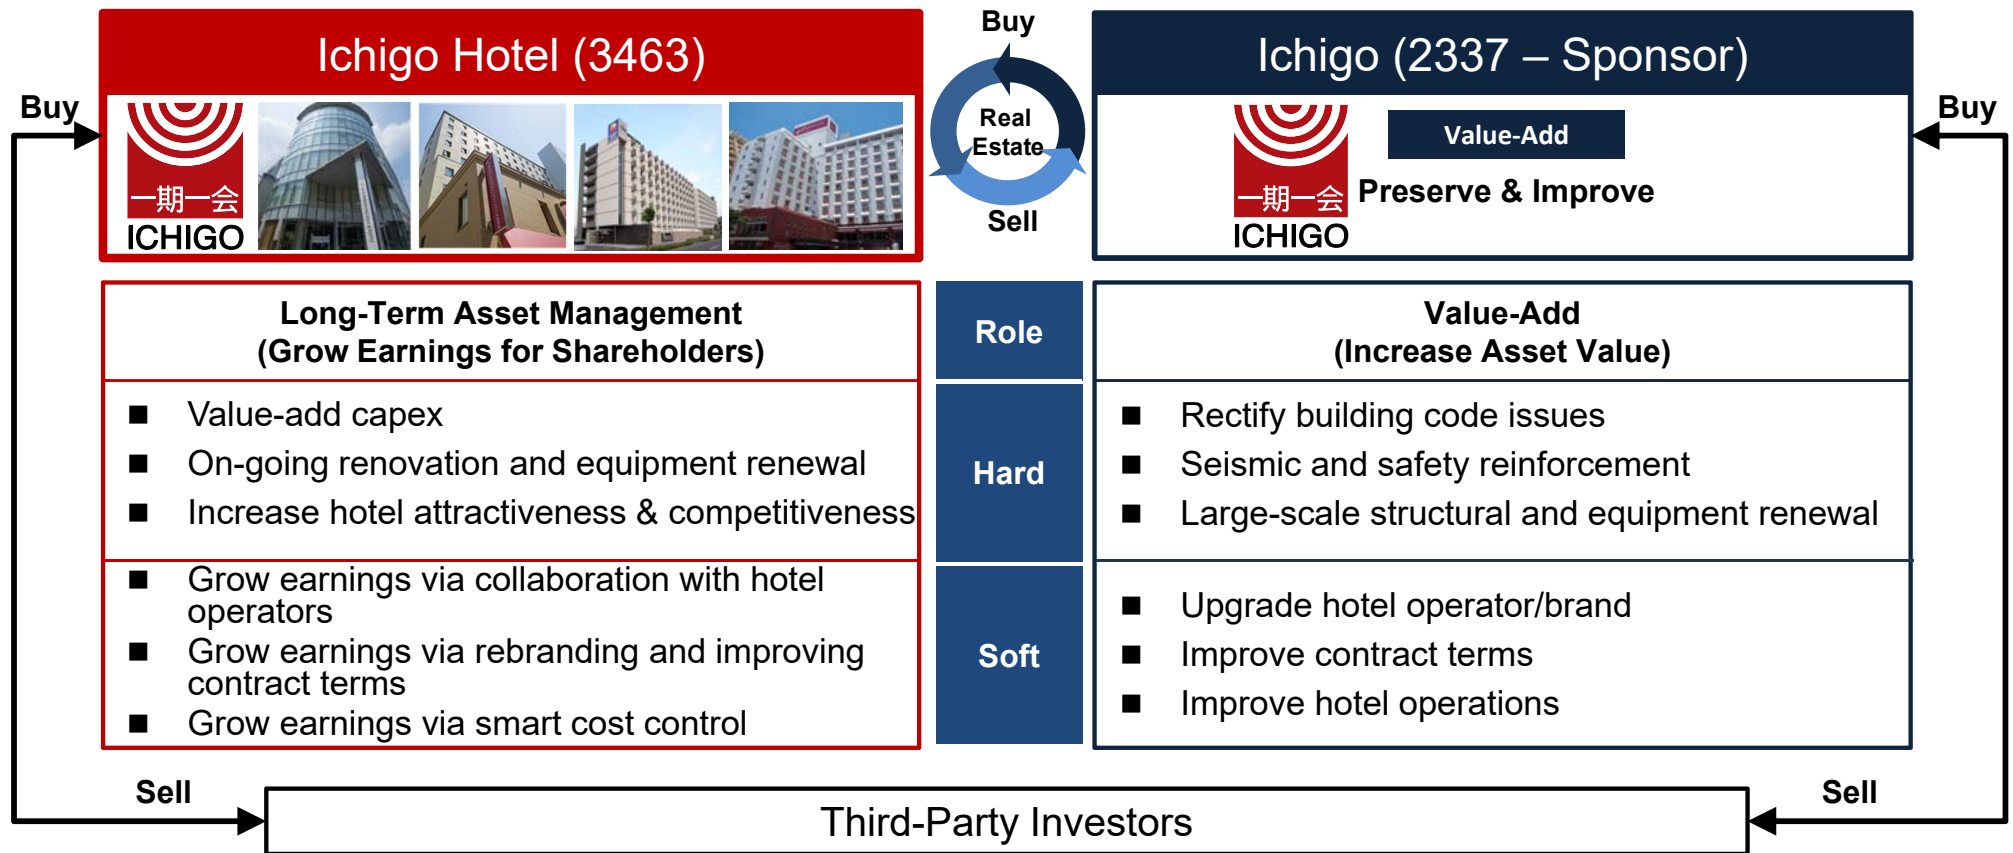 Ichigo Hotel (3463)
Buy
一期一会
ICHIGO
Buy
Real
Estate
Sell
Ichigo (2337 – Sponsor)
Buy
一期一会
ICHIGO
Value-Add
Preserve & Improve
Long-Term Asset Management
(Grow Earnings for Shareholders)
Role
Value-Add
(Increase Asset Value)
■ Value-add capex
■ On-going renovation and equipment renewal
■ Increase hotel attractiveness & competitiveness
Hard
■ Rectify building code issues
■ Seismic and safety reinforcement
■ Large-scale structural and equipment renewal
■ Grow earnings via collaboration with hotel
operators
■ Grow earnings via rebranding and improving
contract terms
■ Grow earnings via smart cost control
Soft
■ Upgrade hotel operator/brand
■ Improve contract terms
■ Improve hotel operations
Sell
Third-Party Investors
Sell